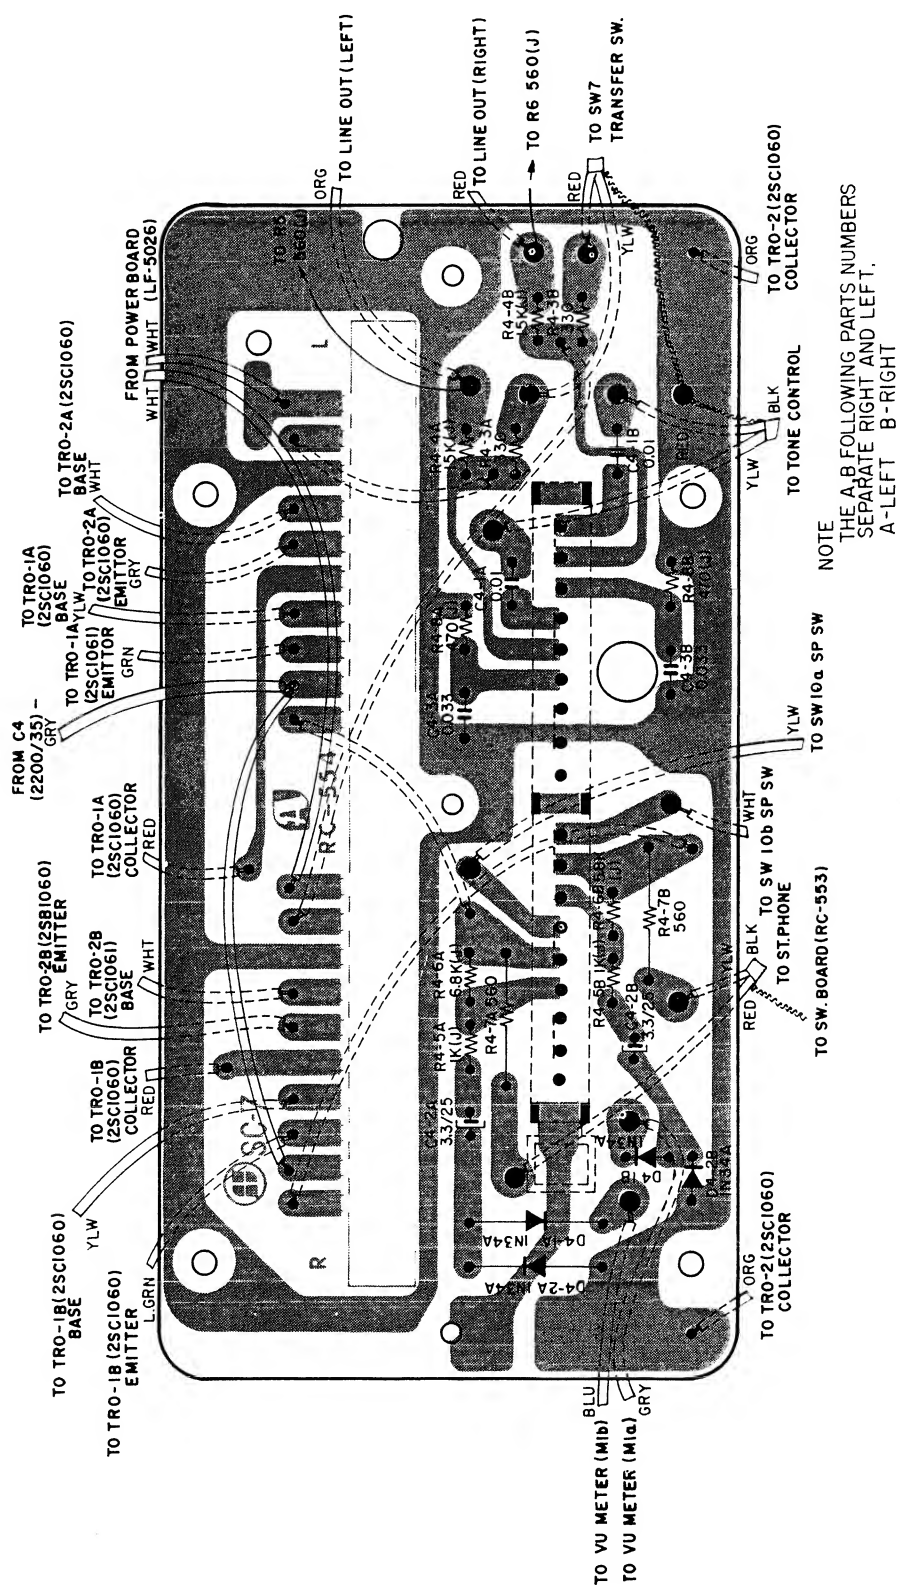 TO TRO-1B (2SC1060)
EMITTER
L.GRN
TO TRO-1B (2SC1060)
BASE
YLW
TO TRO-1B
(2SC1060)
COLLECTOR
RED
TO TRO-2B (2SB1060)
EMITTER
GRY
TO TRO-2B
(2SC1061)
BASE
WHT
TO TRO-1A
(2SC1060)
COLLECTOR
RED
FROM C4
(2200/35)-
GRY
TO TRO-1A
(2SC1061)
EMITTOR
GRN
TO TRO-1A
(2SC1060)
BASE
YLW
TO TRO-2A
(2SC1060)
EMITTOR
GRY
TO TRO-2A (2SC1060)
BASE
WHT
FROM POWER BOARD
(LF-5026)
WHT
WHT
TO R6
560(J)
ORG
TO LINE OUT (LEFT)
RED
TO LINE OUT (RIGHT)
TO R6 560(J)
RED
YLW
TO SW7
TRANSFER SW.
R
SC-7
RC-554
L
C4-2A
3.3/25
R4-5A
1K(J)
R4-6A
6.8K(J)
R4-7A 560
C4-3A
0.033
R4-8A
470(J)
C4-1A
0.01
R4-4A
15K(J)
R4-3A
330
R4-4B
15K(J)
R4-3B
330
D4-1A IN34A
D4-2A IN34A
D4-1B
IN34A
D4-2B
IN34A
C4-2B
3.3/25
R4-5B 1K(J)
R4-6B 6.8K
(J)
R4-7B
560
C4-3B
0.033
R4-8B
470(J)
C4-1B
0.01
RED
BLU
TO VU METER (M1b)
TO VU METER (M1a)
GRY
ORG
TO TRO-2 (2SC1060)
COLLECTOR
RED
BLK
YLW
TO ST.PHONE
TO SW. BOARD (RC-553)
WHT
TO SW 10b SP SW
YLW
TO SW10a SP SW
YLW
BLK
TO TONE CONTROL
ORG
TO TRO-2 (2SC1060)
COLLECTOR
NOTE
THE A,B FOLLOWING PARTS NUMBERS
SEPARATE RIGHT AND LEFT.
A-LEFT B-RIGHT